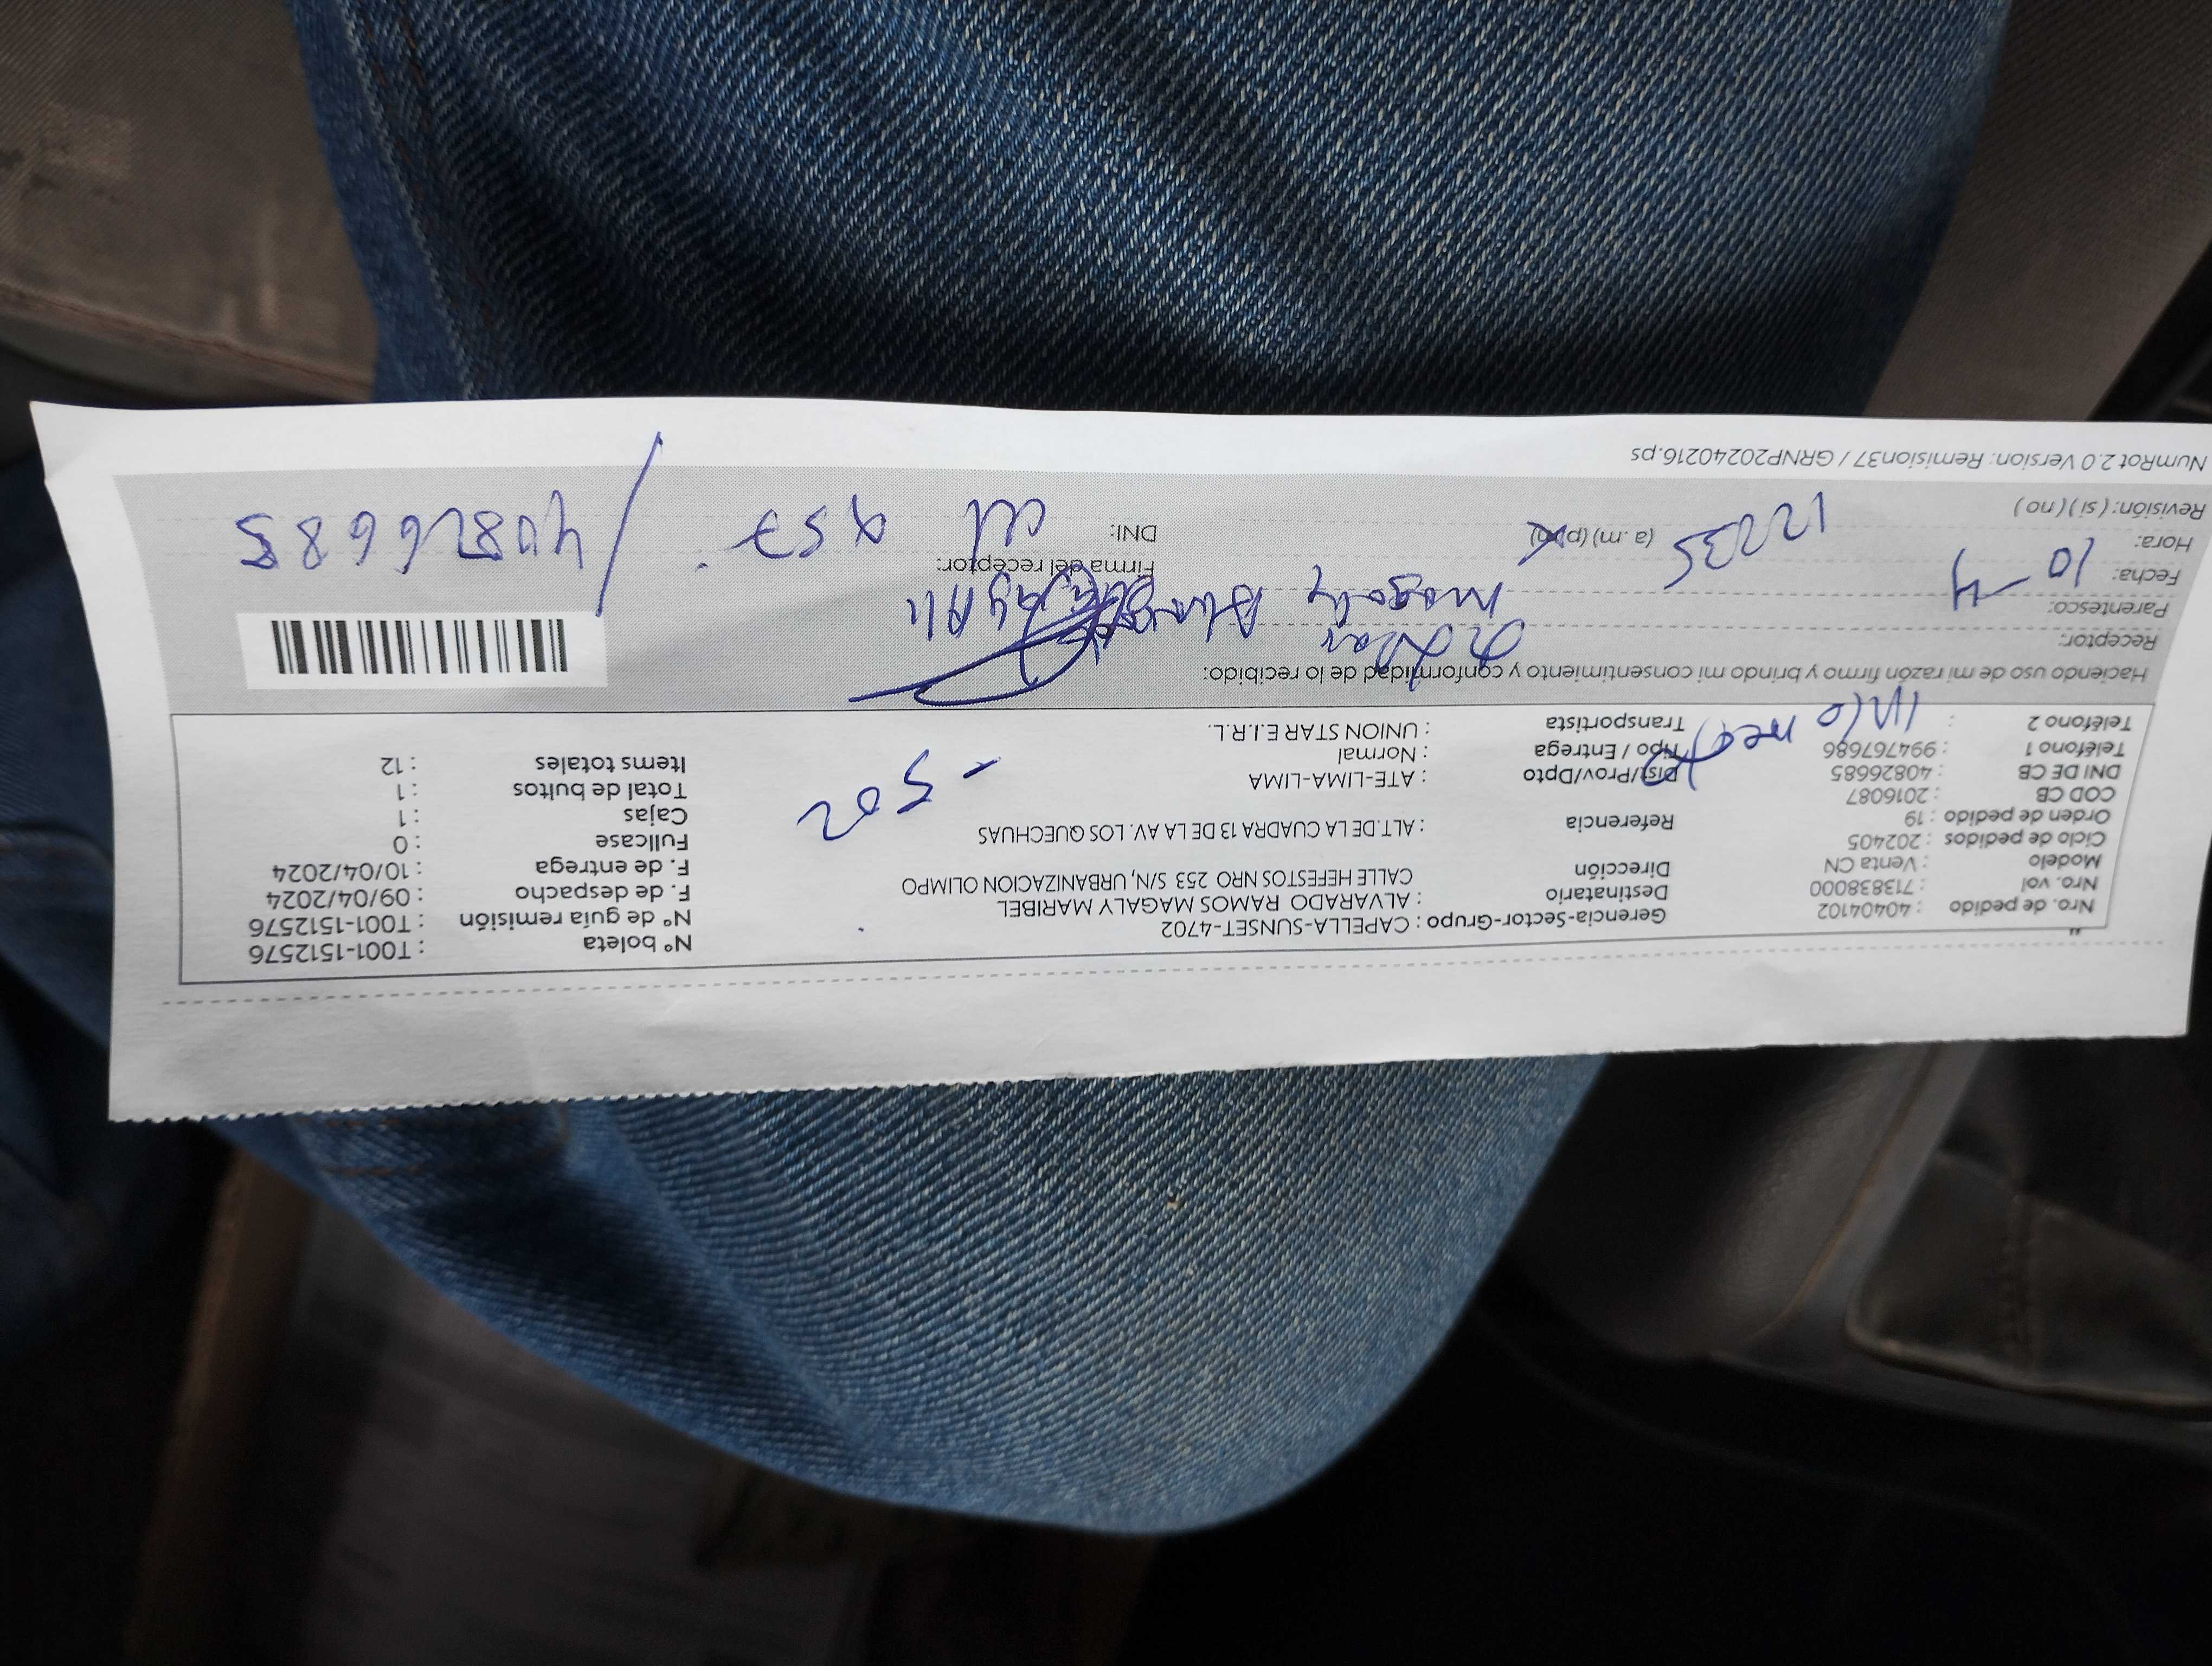 Nro. de pedido : 40404102
Nro. vol : 713838000
Modelo : Venta CN
Ciclo de pedidos : 202405
Orden de pedido : 19
COD CB : 2016087
DNI DE CB : 40826685
Teléfono 1 : 994767686
Teléfono 2 :
Gerencia-Sector-Grupo : CAPELLA-SUNSET-4702
Destinatario : ALVARADO RAMOS MAGALY MARIBEL
Dirección CALLE HEFESTOS NRO 253 S/N, URBANIZACION OLIMPO
Referencia : ALT.DE LA CUADRA 13 DE LA AV. LOS QUECHUAS
Dist/Prov/Dpto : ATE-LIMA-LIMA
Tipo / Entrega : Normal
Transportista : UNION STAR E.I.R.L.
- 502
N° boleta : T001-1512576
N° de guía remisión : T001-1512576
F. de despacho : 09/04/2024
F. de entrega : 10/04/2024
Fullcase : 0
Cajas : 1
Total de bultos : 1
Items totales : 12
Haciendo uso de mi razón firmo y brindo mi consentimiento y conformidad de lo recibido:
Receptor:
Parentesco: Magaly
Fecha: 10-4
Hora: 12:35 (a.m) (pm)
Revisión: (si) (no)
Firma del receptor:
DNI: 957 / 40826685
NumRot 2.0 Version: Remision37 / GRNP20240216.ps